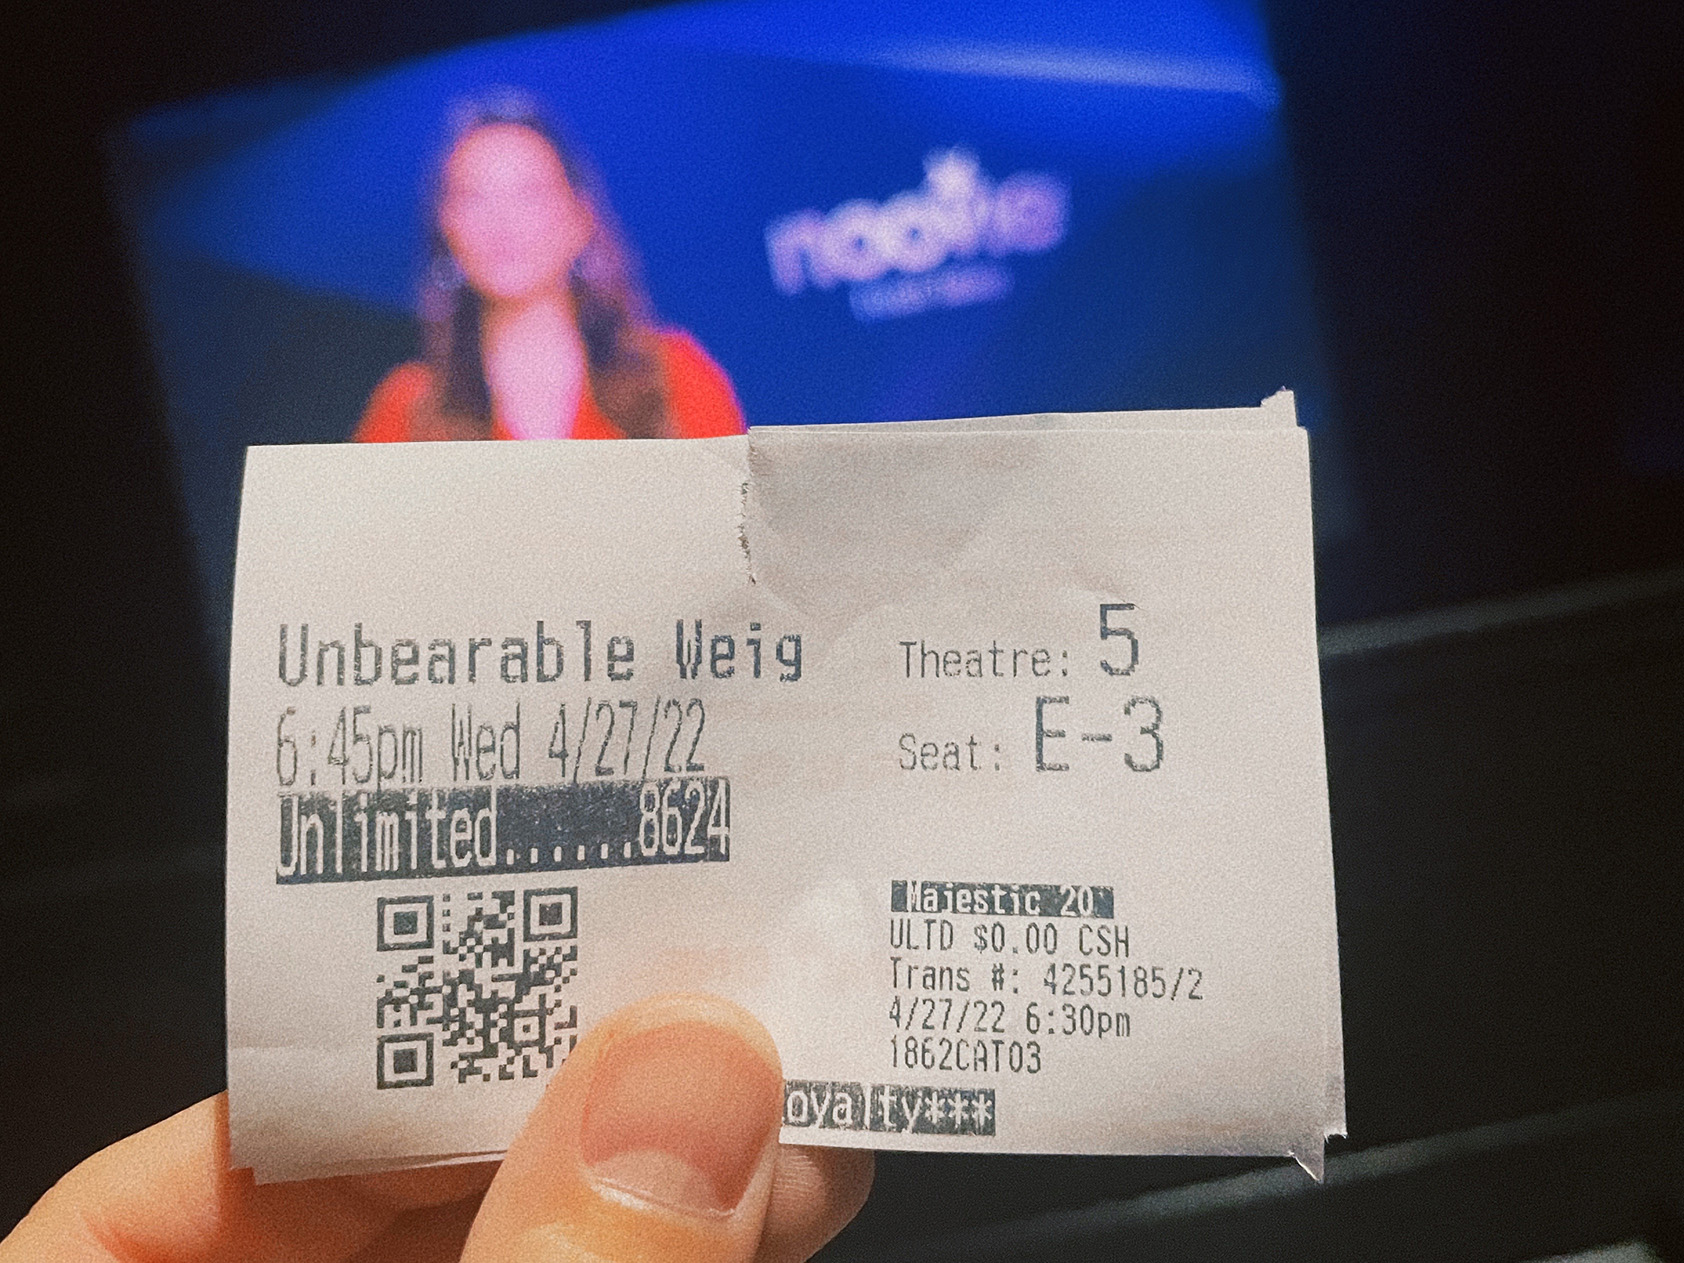 noovie
Unbearable Weig
6:45pm Wed 4/27/22
Unlimited......8624
Theatre: 5
Seat: E-3
Majestic 20
ULTD $0.00 CSH
Trans #: 4255185/2
4/27/22 6:30pm
1862CAT03
oyalty***